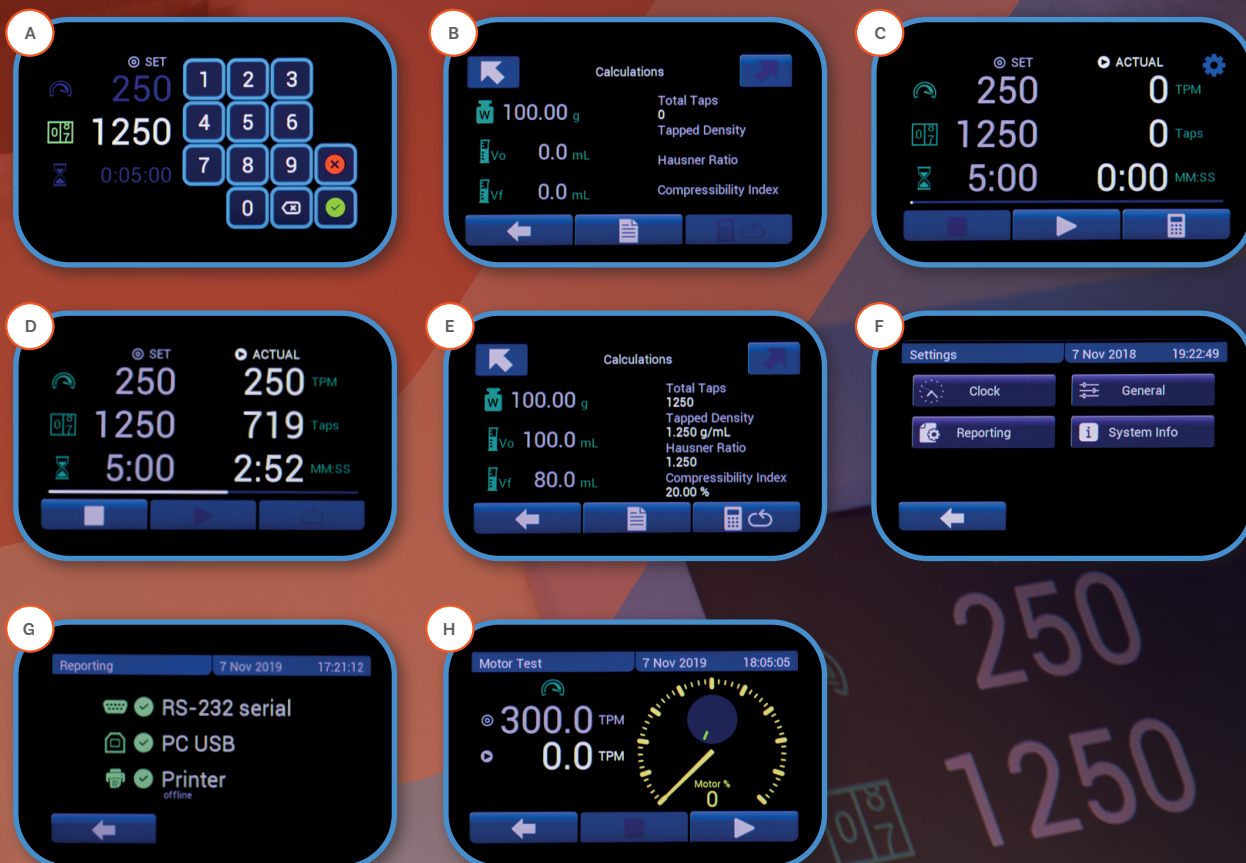 A
SET
250
1250
0:05:00
1 2 3
4 5 6
7 8 9
0
B
Calculations
W 100.00 g
Vo 0.0 mL
Vf 0.0 mL
Total Taps
0
Tapped Density
Hausner Ratio
Compressibility Index
C
SET ACTUAL
250 0 TPM
1250 0 Taps
5:00 0:00 MM:SS
D
SET ACTUAL
250 250 TPM
1250 719 Taps
5:00 2:52 MM:SS
E
Calculations
W 100.00 g
Vo 100.0 mL
Vf 80.0 mL
Total Taps
1250
Tapped Density
1.250 g/mL
Hausner Ratio
1.250
Compressibility Index
20.00 %
F
Settings 7 Nov 2018 19:22:49
Clock General
Reporting System Info
G
Reporting 7 Nov 2019 17:21:12
RS-232 serial
PC USB
Printer
offline
H
Motor Test 7 Nov 2019 18:05:05
300.0 TPM
0.0 TPM
Motor %
0
250
1250